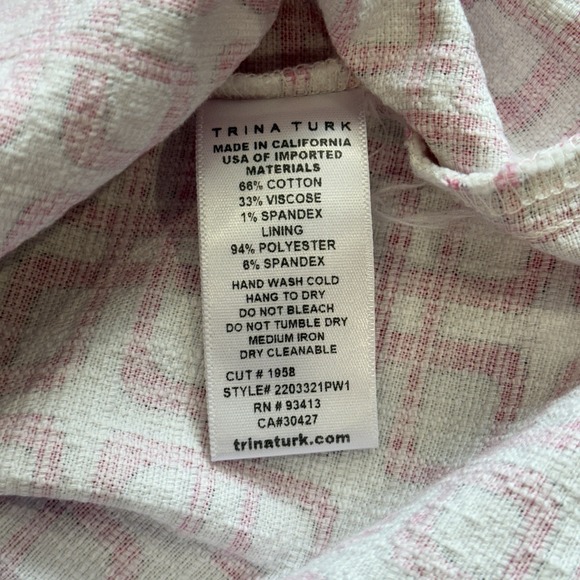 TRINA TURK
MADE IN CALIFORNIA
USA OF IMPORTED
MATERIALS
66% COTTON
33% VISCOSE
1% SPANDEX
LINING
94% POLYESTER
6% SPANDEX
HAND WASH COLD
HANG TO DRY
DO NOT BLEACH
DO NOT TUMBLE DRY
MEDIUM IRON
DRY CLEANABLE
CUT # 1958
STYLE# 2203321PW1
RN # 93413
CA#30427
trinaturk.com